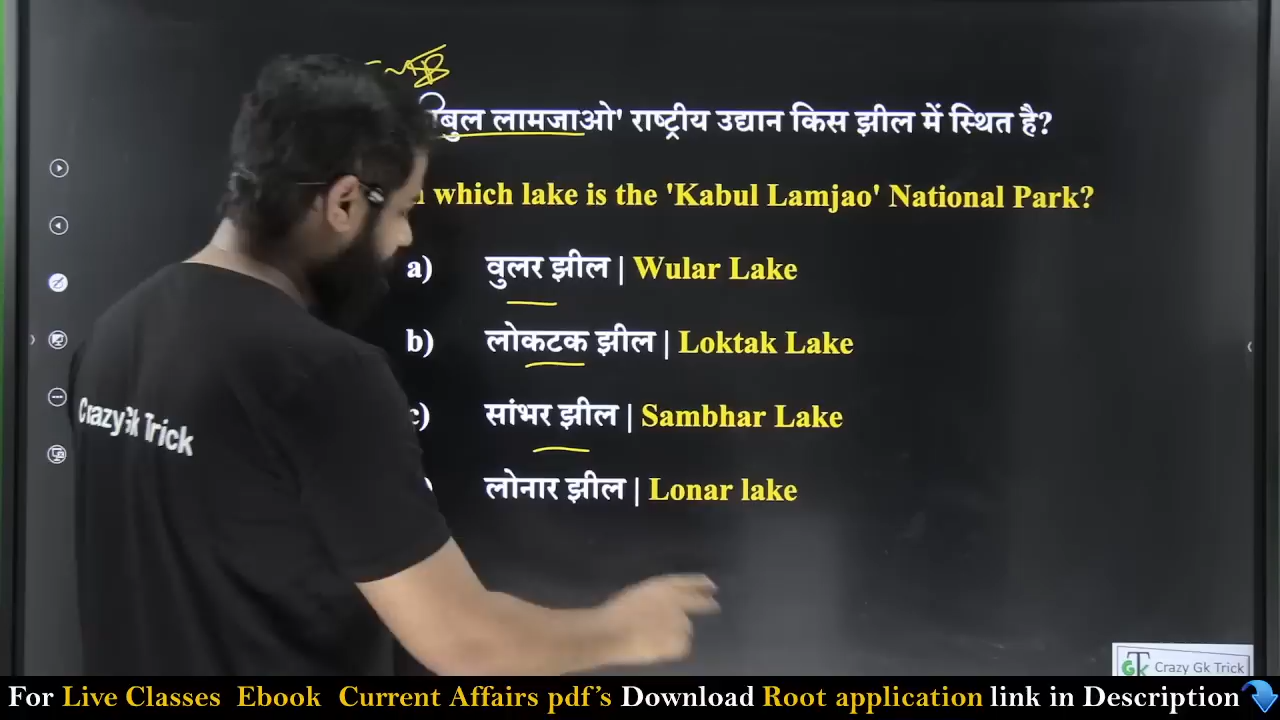 लामजाओ' राष्ट्रीय उद्यान किस झील में स्थित है?
which lake is the 'Kabul Lamjao' National Park?
a) वुलर झील | Wular Lake
b) लोकटक झील | Loktak Lake
c) सांभर झील | Sambhar Lake
लोनार झील | Lonar lake
Crazy Gk Trick
GK Crazy Gk Trick
For Live Classes Ebook Current Affairs pdf's Download Root application link in Description